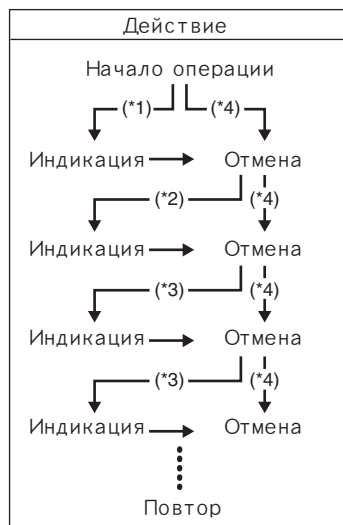 Действие
Начало операции
(*1) (*4)
Индикация Отмена
(*2) (*4)
Индикация Отмена
(*3) (*4)
Индикация Отмена
(*3) (*4)
Индикация Отмена
Повтор